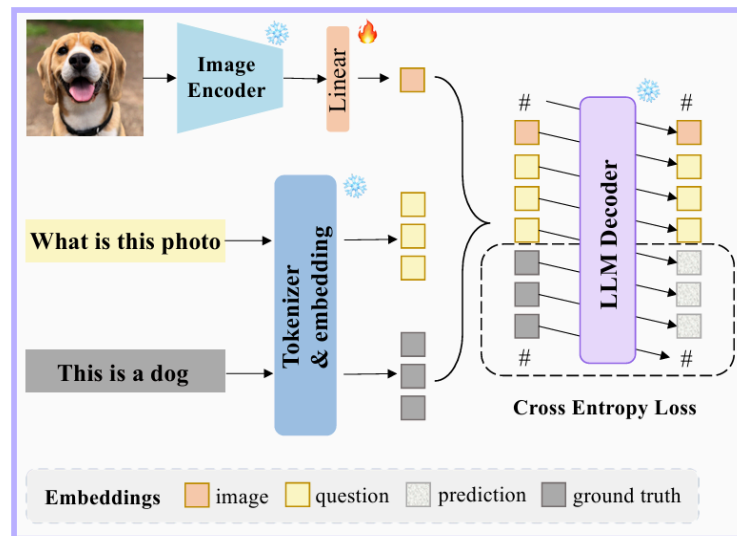 Image
Encoder
Linear
#
#
What is this photo
Tokenizer
& embedding
LLM Decoder
This is a dog
#
#
Cross Entropy Loss
Embeddings image question prediction ground truth